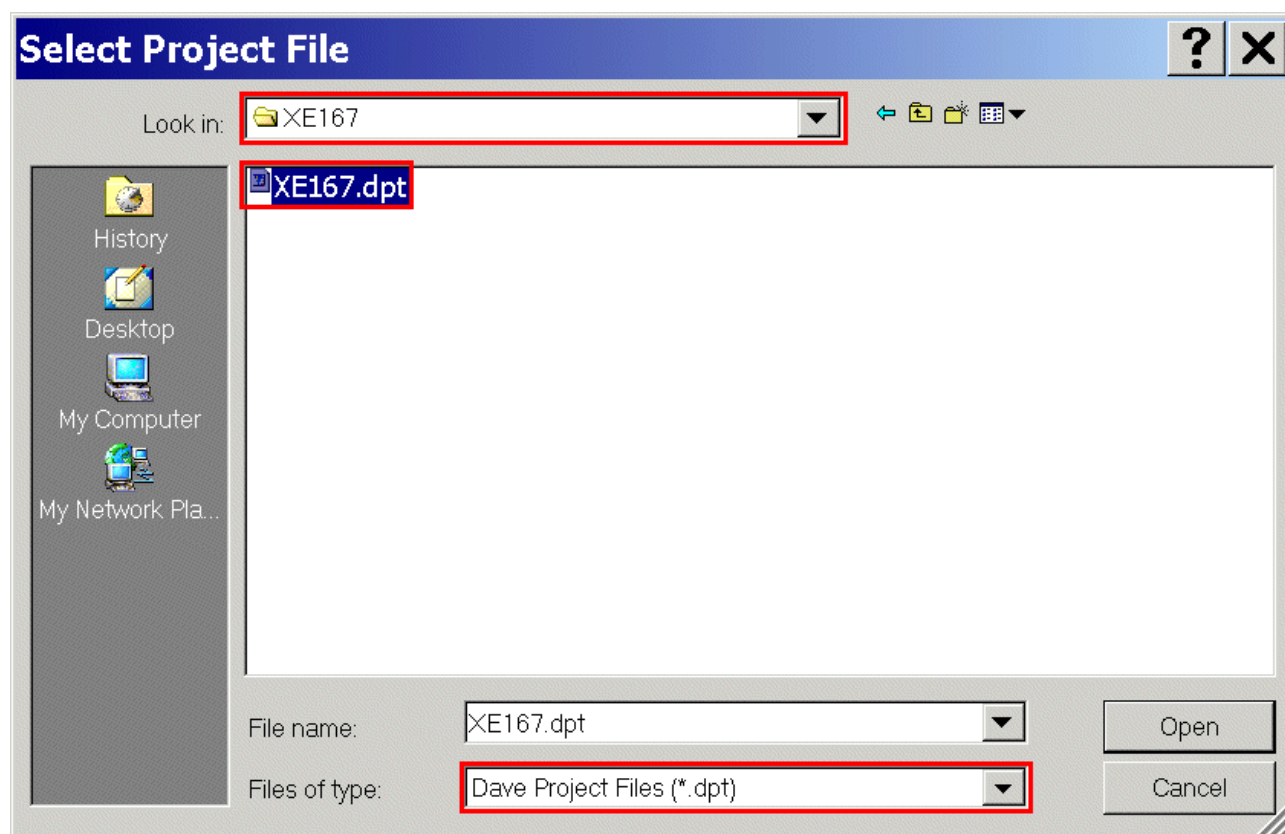 Select Project File
Look in: XE167
XE167.dpt
History
Desktop
My Computer
My Network Pla...
File name: XE167.dpt Open
Files of type: Dave Project Files (*.dpt) Cancel